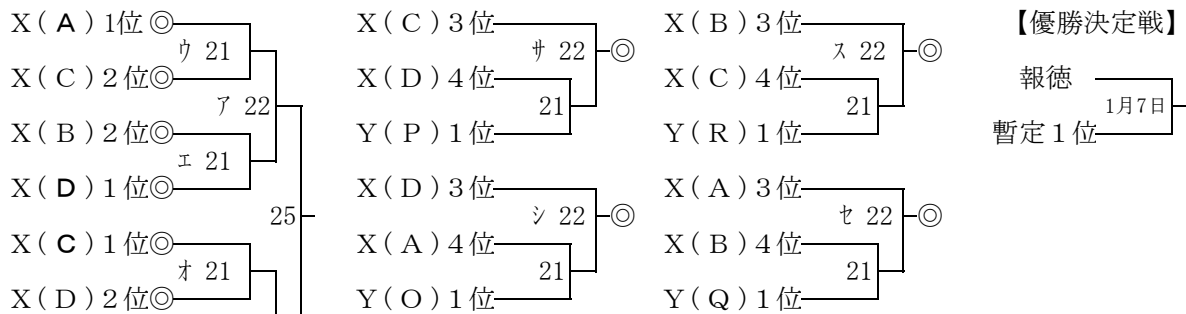 X(A)1位◎ X(C)3位 X(B)3位 【優勝決定戦】
ウ 21 サ 22 ◎ ス 22 ◎
X(C)2位◎ X(D)4位 X(C)4位 報徳
ア 22 21 21 1月7日
X(B)2位◎ Y(P)1位 Y(R)1位 暫定1位
エ 21
X(D)1位◎ X(D)3位 X(A)3位
25 シ 22 ◎ セ 22 ◎
X(C)1位◎ X(A)4位 X(B)4位
オ 21 21 21
X(D)2位◎ Y(O)1位 Y(Q)1位